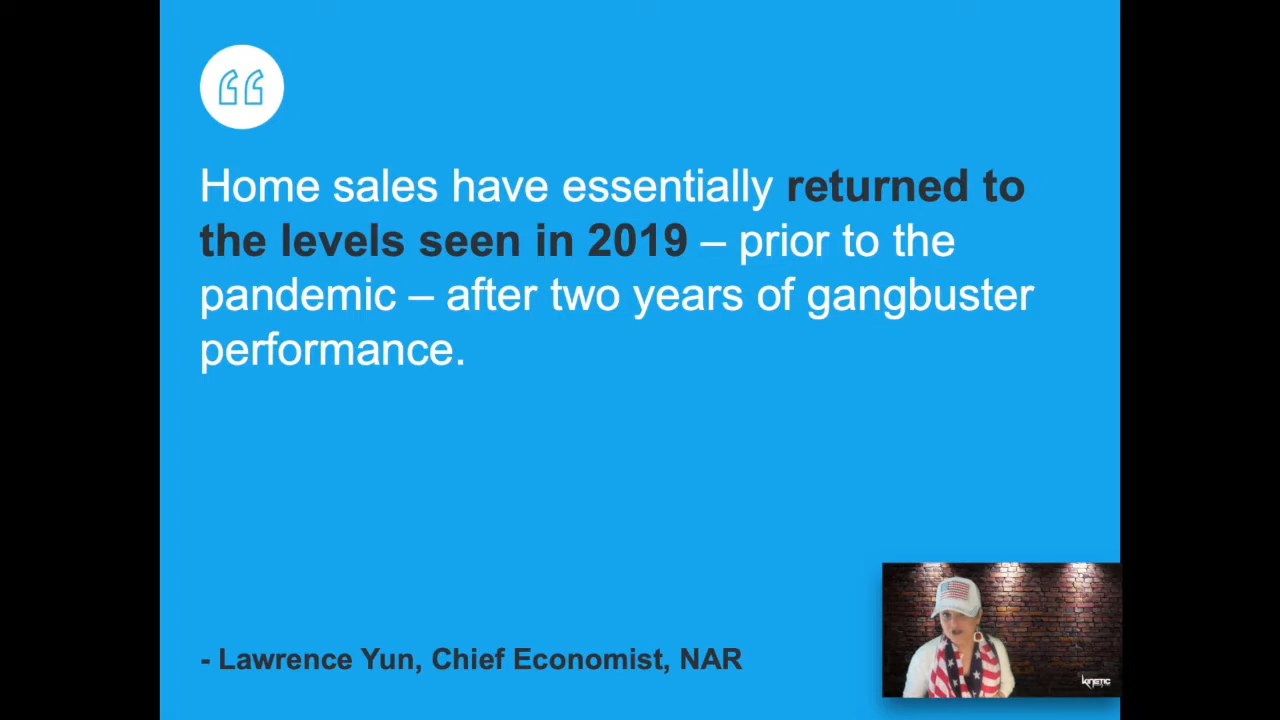 Home sales have essentially returned to
the levels seen in 2019 – prior to the
pandemic – after two years of gangbuster
performance.
- Lawrence Yun, Chief Economist, NAR
KINETIC